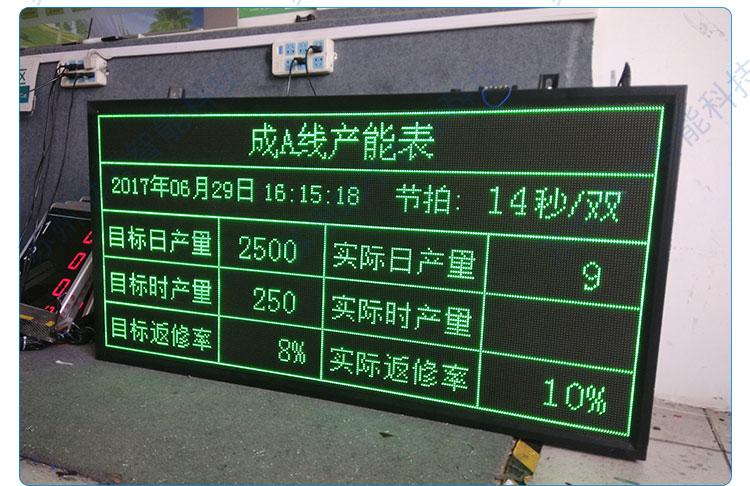 成A线产能表
2017年06月29日 16:15:18 节拍: 14秒/双
目标日产量 2500 实际日产量 9
目标时产量 250 实际时产量
目标返修率 8% 实际返修率 10%
能科技